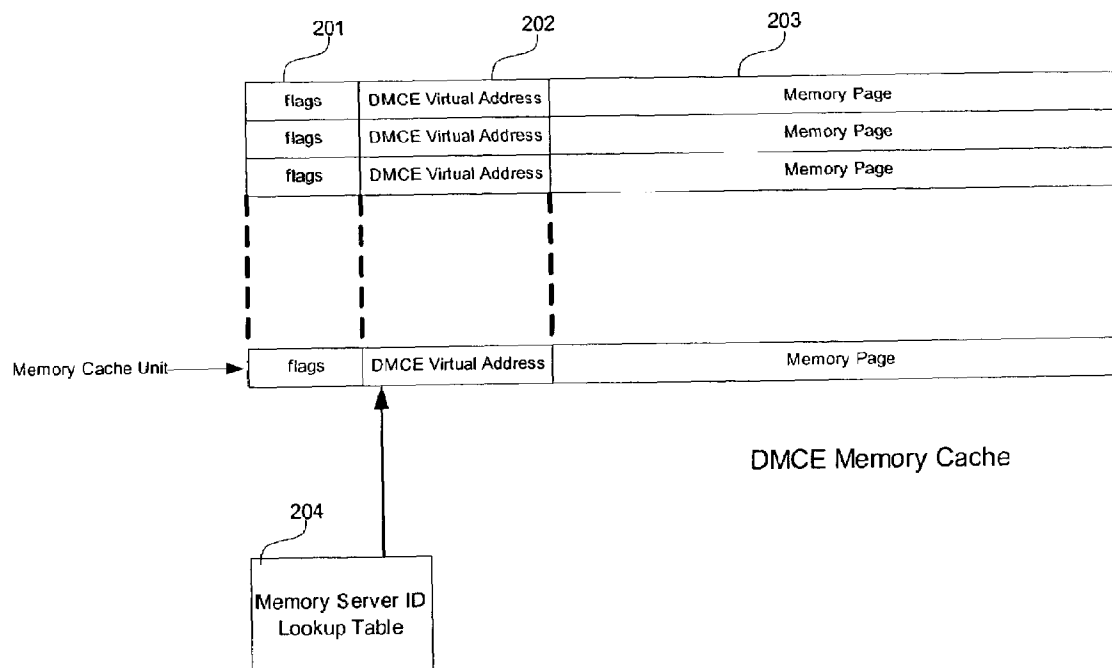 201 202 203
flags DMCE Virtual Address Memory Page
flags DMCE Virtual Address Memory Page
flags DMCE Virtual Address Memory Page
Memory Cache Unit flags DMCE Virtual Address Memory Page
DMCE Memory Cache
204
Memory Server ID
Lookup Table